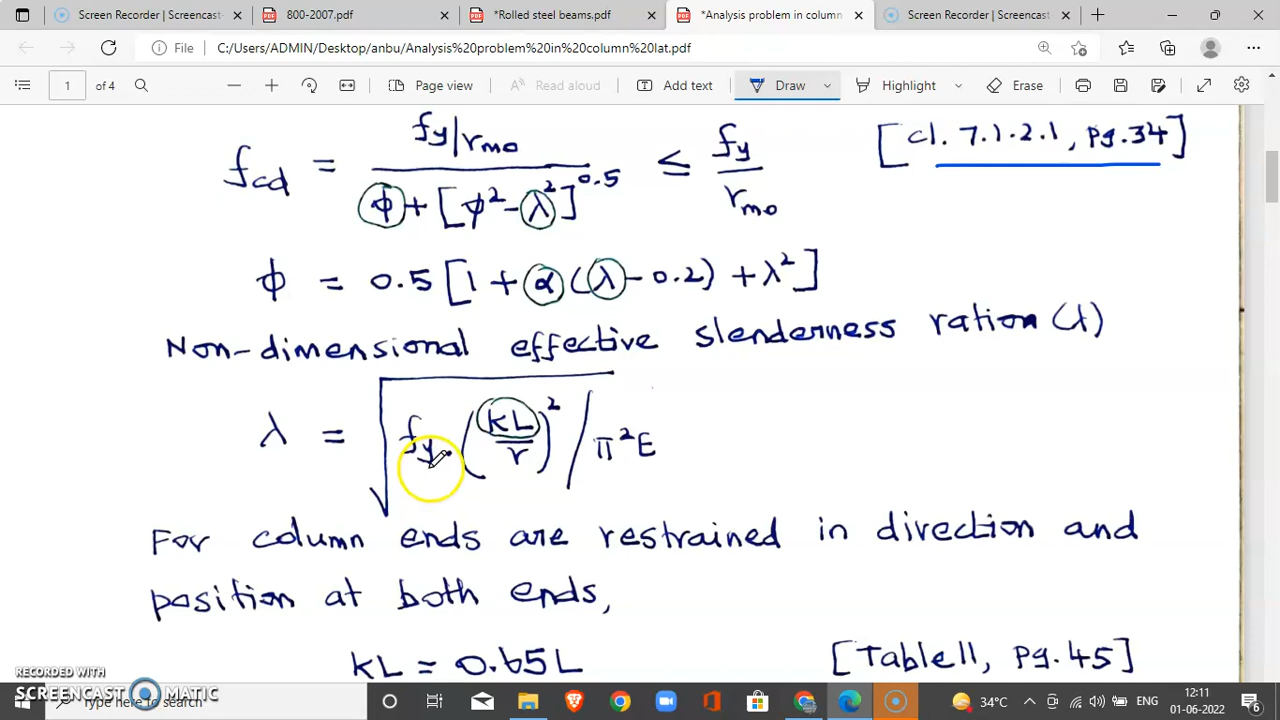 Screen Recorder | Screencast-
800-2007.pdf
*Rolled steel beams.pdf
*Analysis problem in column
Screen Recorder | Screencast
File
C:/Users/ADMIN/Desktop/anbu/Analysis%20problem%20in%20column%20lat.pdf
1 of 4
Page view
Read aloud
Add text
Draw
Highlight
Erase
fcd = fy|rmo / ϕ + [ϕ² - λ²]^0.5 ≤ fy / rmo [cl. 7.1.2.1, pg.34]
ϕ = 0.5 [1 + α (λ - 0.2) + λ²]
Non-dimensional effective slenderness ration (λ)
λ = √ fy (kL/r)² / π²E
For column ends are restrained in direction and
position at both ends,
kL = 0.65L [Table11, pg.45]
RECORDED WITH
SCREENCAST MATIC
Type here to search
34°C
ENG
12:11
01-06-2022
6